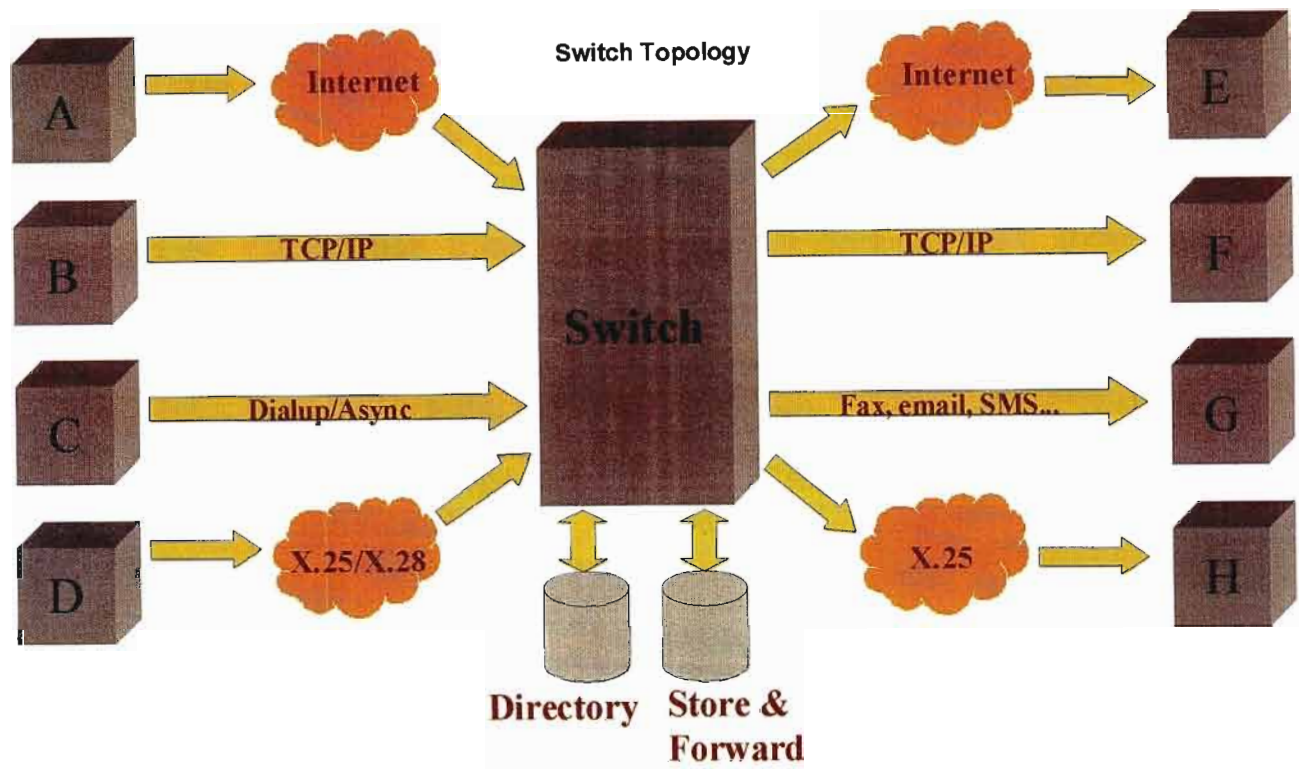 Switch Topology
A
Internet
Internet
E
B
TCP/IP
TCP/IP
F
Switch
C
Dialup/Async
Fax, email, SMS...
G
D
X.25/X.28
X.25
H
Directory
Store &
Forward